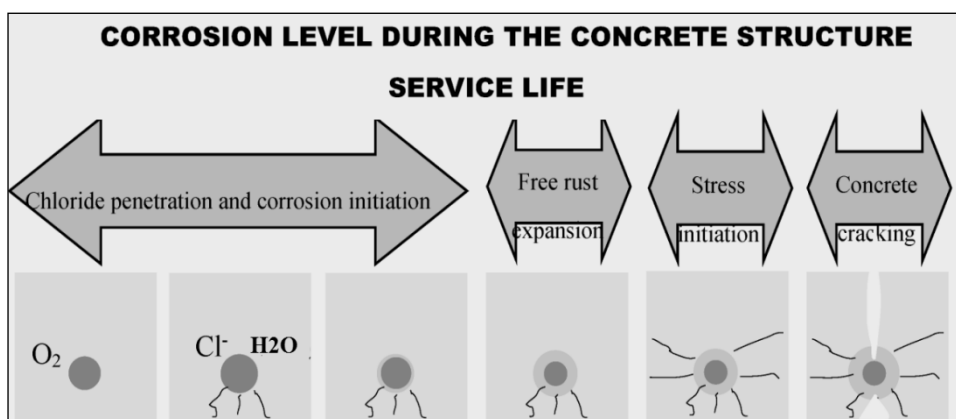 CORROSION LEVEL DURING THE CONCRETE STRUCTURE
SERVICE LIFE
Chloride penetration and corrosion initiation
Free rust
expansion
Stress
initiation
Concrete
cracking
O₂
Cl⁻ H2O